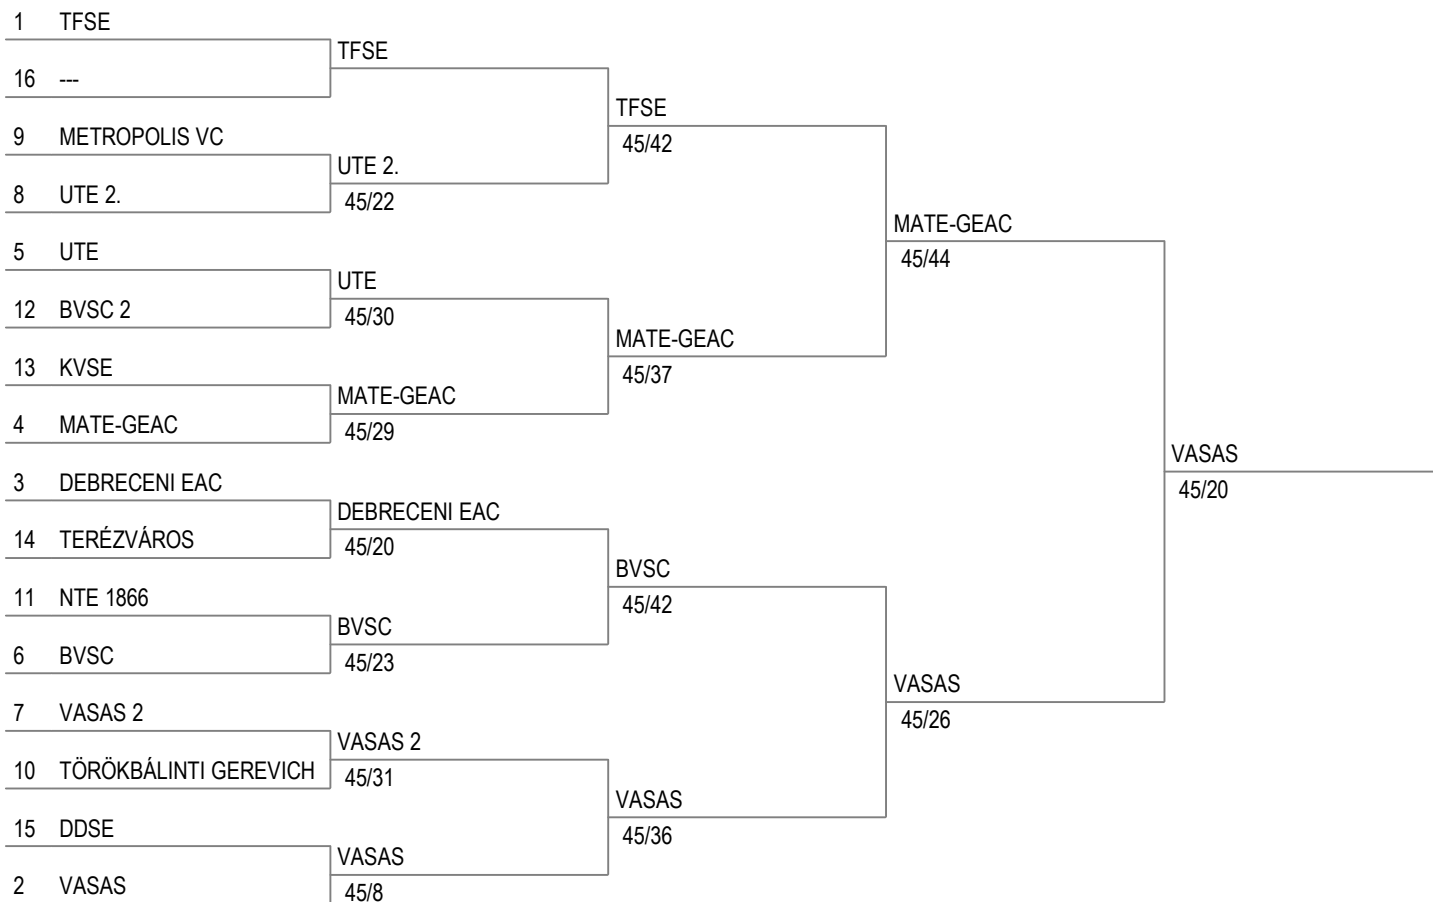 1 TFSE
TFSE
16 ---
TFSE
45/42
9 METROPOLIS VC
UTE 2.
45/22
8 UTE 2.
MATE-GEAC
45/44
5 UTE
UTE
45/30
12 BVSC 2
MATE-GEAC
45/37
13 KVSE
MATE-GEAC
45/29
4 MATE-GEAC
VASAS
45/20
3 DEBRECENI EAC
DEBRECENI EAC
45/20
14 TERÉZVÁROS
BVSC
45/42
11 NTE 1866
BVSC
45/23
6 BVSC
VASAS
45/26
7 VASAS 2
VASAS 2
45/31
10 TÖRÖKBÁLINTI GEREVICH
VASAS
45/36
15 DDSE
VASAS
45/8
2 VASAS